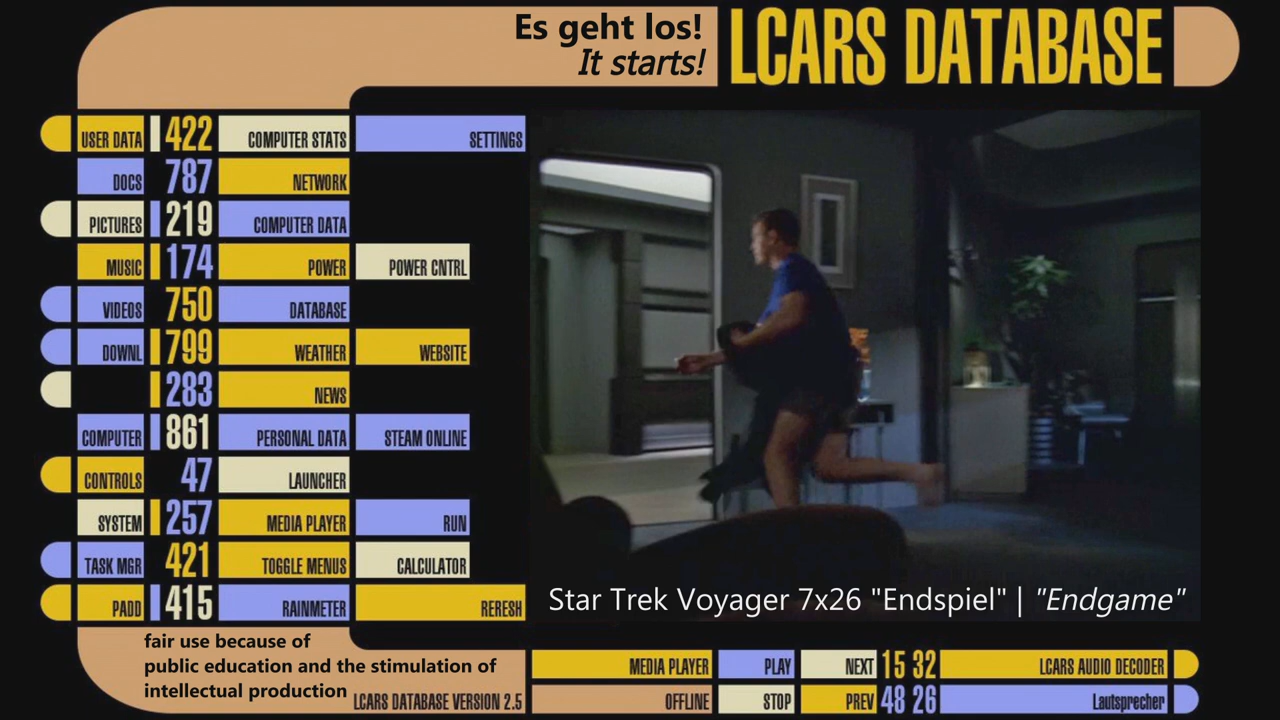 Es geht los!
It starts!
LCARS DATABASE
USER DATA 422 COMPUTER STATS SETTINGS
DOCS 787 NETWORK
PICTURES 219 COMPUTER DATA
MUSIC 174 POWER POWER CNTRL
VIDEOS 750 DATABASE
DOWNL 799 WEATHER WEBSITE
283 NEWS
COMPUTER 861 PERSONAL DATA STEAM ONLINE
CONTROLS 47 LAUNCHER
SYSTEM 257 MEDIA PLAYER RUN
TASK MGR 421 TOGGLE MENUS CALCULATOR
PADD 415 RAINMETER RERESH
Star Trek Voyager 7x26 "Endspiel" | "Endgame"
fair use because of
public education and the stimulation of
intellectual production
LCARS DATABASE VERSION 2.5
MEDIA PLAYER PLAY NEXT 15 32 LCARS AUDIO DECODER
OFFLINE STOP PREV 48 26 Lautsprecher